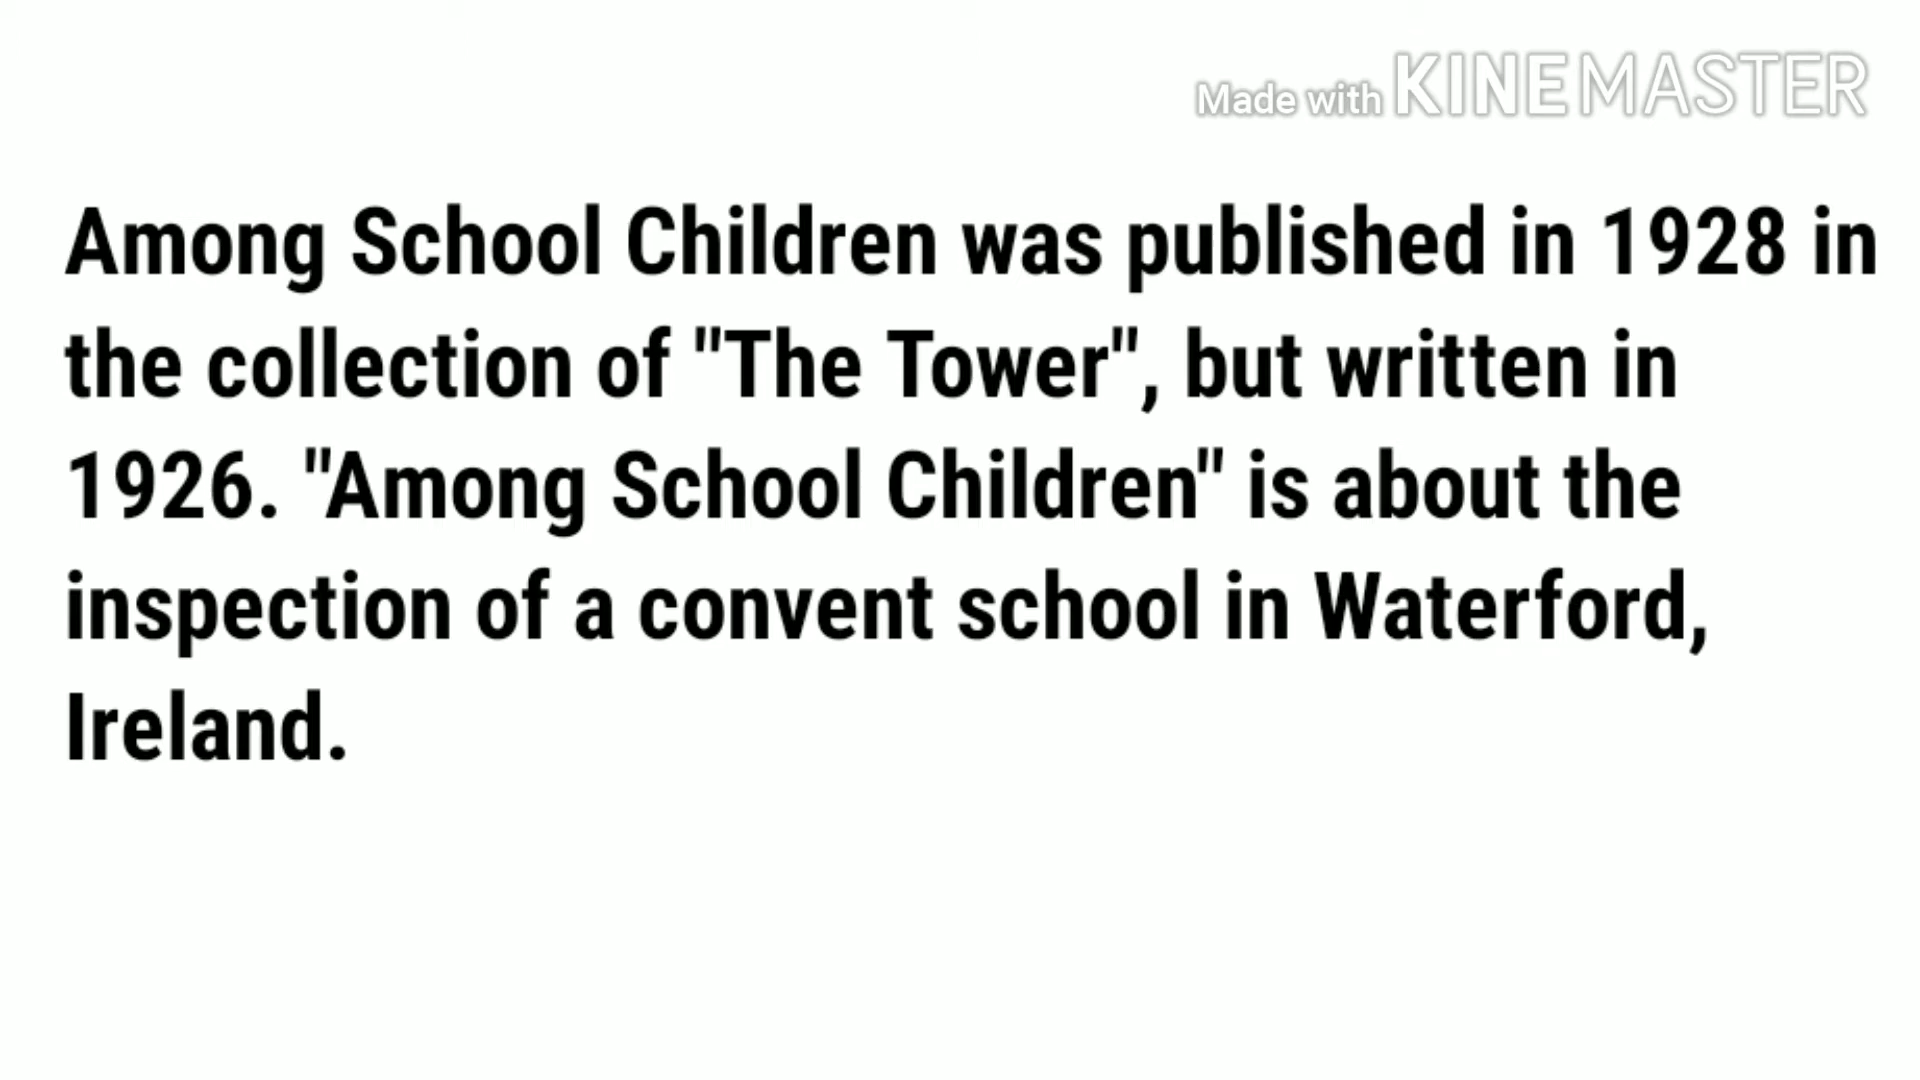 Made with KINEMASTER
Among School Children was published in 1928 in
the collection of "The Tower", but written in
1926. "Among School Children" is about the
inspection of a convent school in Waterford,
Ireland.